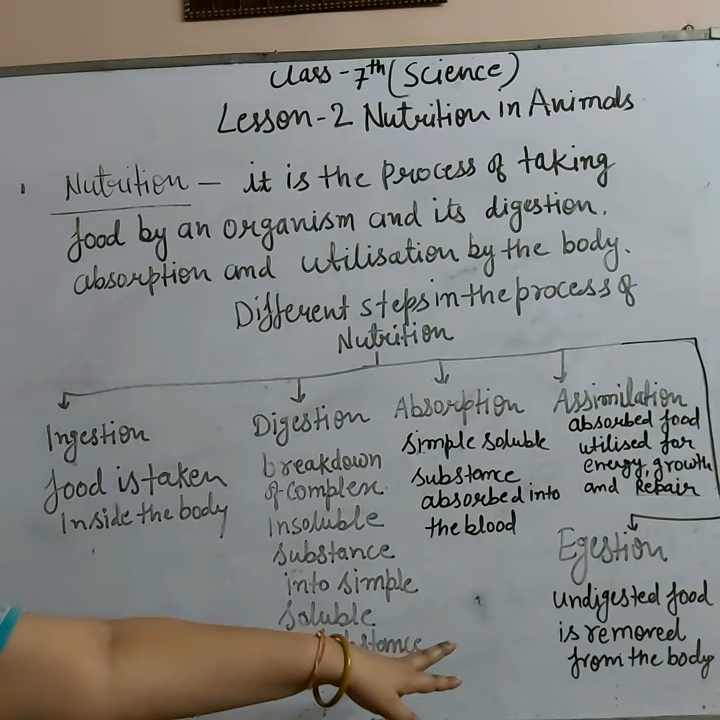 Class-7th (Science)
Lesson-2 Nutrition in Animals
Nutrition - it is the process of taking
food by an organism and its digestion.
absorption and utilisation by the body.
Different steps in the process of
Nutrition
Ingestion
food is taken
Inside the body
Digestion
breakdown
of complex
Insoluble
substance
into simple
soluble
Absorption
simple soluble
substance
absorbed into
the blood
Assimilation
absorbed food
utilised for
energy, growth
and Repair
Egestion
undigested food
is removed
from the body